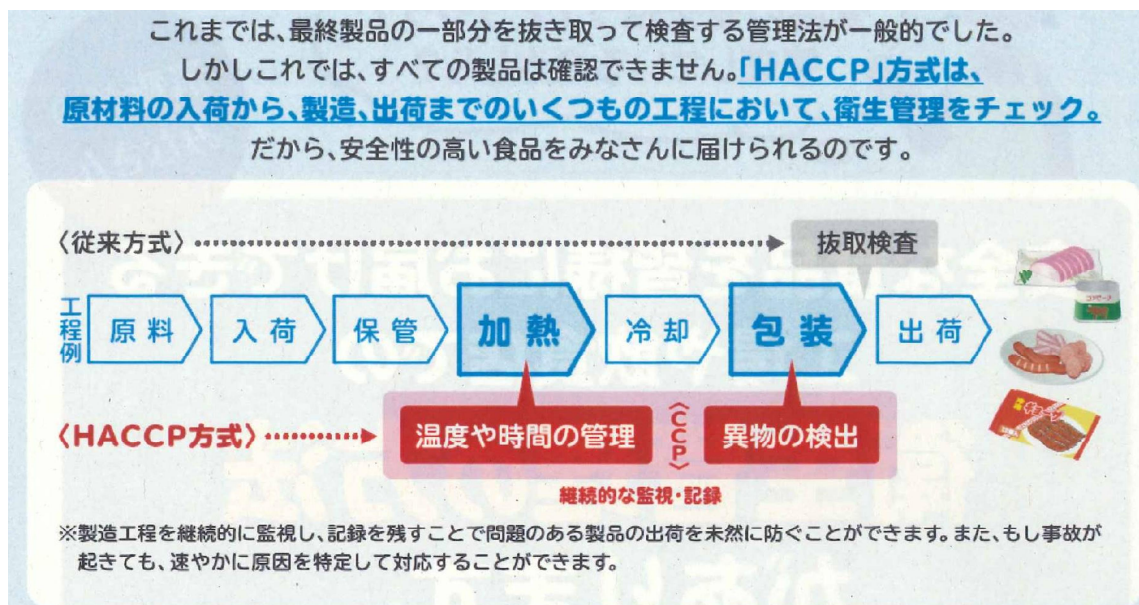 これまでは、最終製品の一部分を抜き取って検査する管理法が一般的でした。
しかしこれでは、すべての製品は確認できません。「HACCP」方式は、
原材料の入荷から、製造、出荷までのいくつもの工程において、衛生管理をチェック。
だから、安全性の高い食品をみなさんに届けられるのです。
〈従来方式〉
抜取検査
工程例
原料
入荷
保管
加熱
冷却
包装
出荷
〈HACCP方式〉
温度や時間の管理
〈CCP〉
異物の検出
継続的な監視・記録
※製造工程を継続的に監視し、記録を残すことで問題のある製品の出荷を未然に防ぐことができます。また、もし事故が
起きても、速やかに原因を特定して対応することができます。